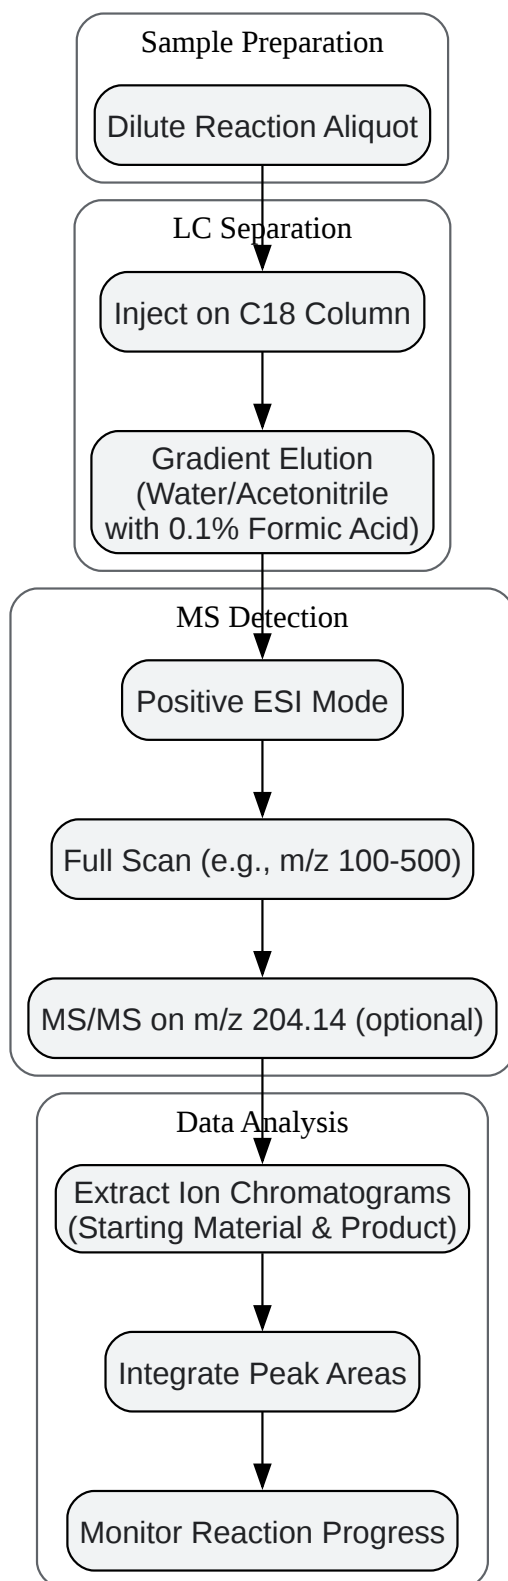 Sample Preparation
Dilute Reaction Aliquot
LC Separation
Inject on C18 Column
Gradient Elution
(Water/Acetonitrile
with 0.1% Formic Acid)
MS Detection
Positive ESI Mode
Full Scan (e.g., m/z 100-500)
MS/MS on m/z 204.14 (optional)
Data Analysis
Extract Ion Chromatograms
(Starting Material & Product)
Integrate Peak Areas
Monitor Reaction Progress